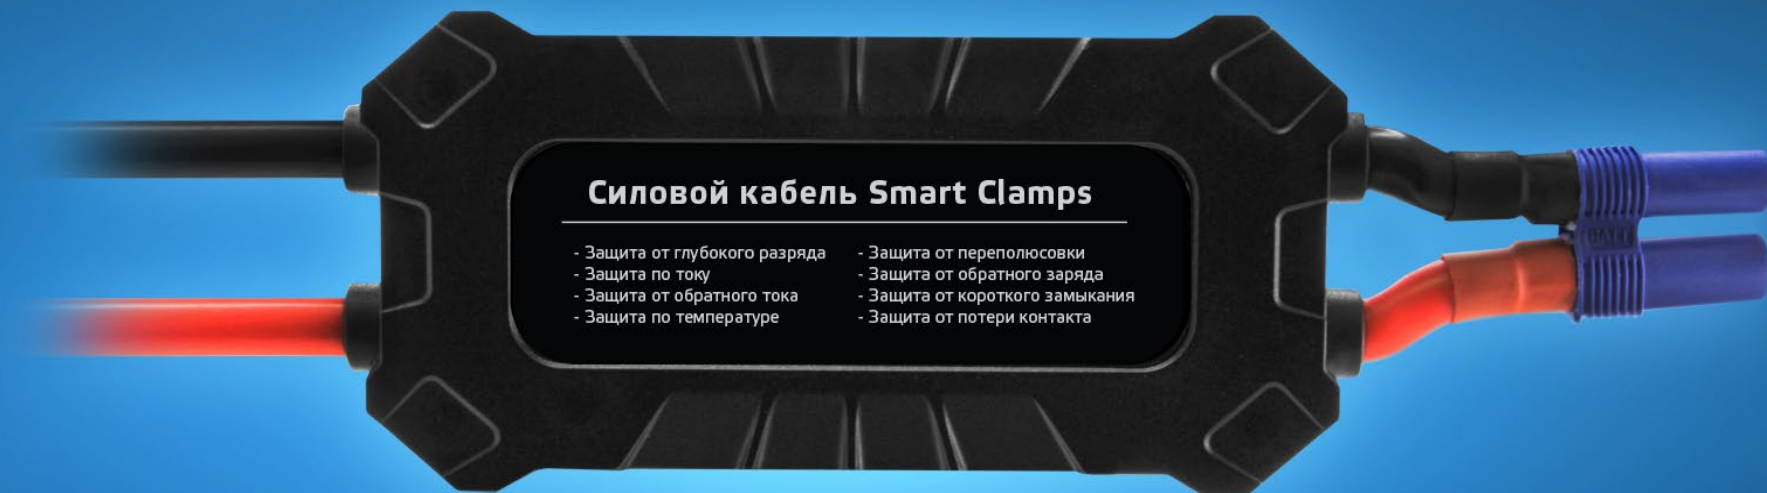 Силовой кабель Smart Clamps
- Защита от глубокого разряда
- Защита по току
- Защита от обратного тока
- Защита по температуре
- Защита от переполюсовки
- Защита от обратного заряда
- Защита от короткого замыкания
- Защита от потери контакта